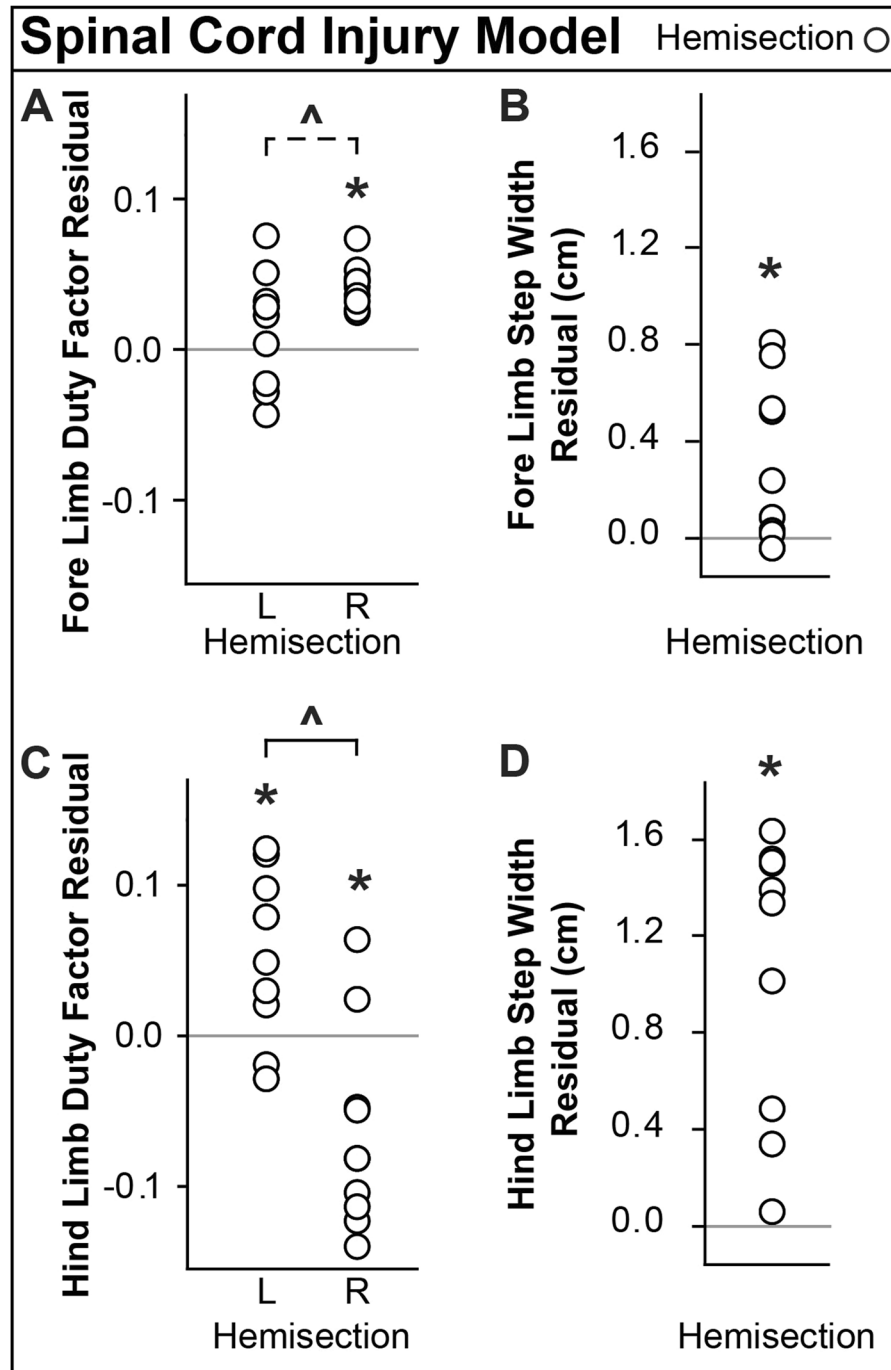 Spinal Cord Injury Model Hemisection
A
^
*
Fore Limb Duty Factor Residual
0.1
0.0
-0.1
L R
Hemisection
B
*
Fore Limb Step Width
Residual (cm)
1.6
1.2
0.8
0.4
0.0
Hemisection
C
^
*
*
Hind Limb Duty Factor Residual
0.1
0.0
-0.1
L R
Hemisection
D
*
Hind Limb Step Width
Residual (cm)
1.6
1.2
0.8
0.4
0.0
Hemisection